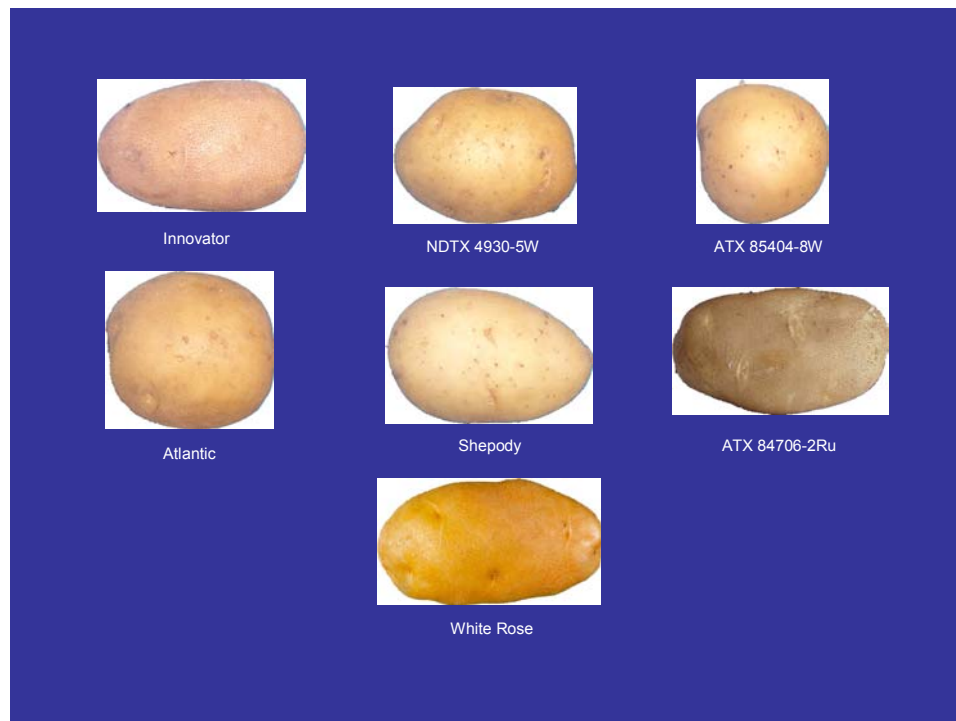 Innovator
NDTX 4930-5W
ATX 85404-8W
Atlantic
Shepody
ATX 84706-2Ru
White Rose